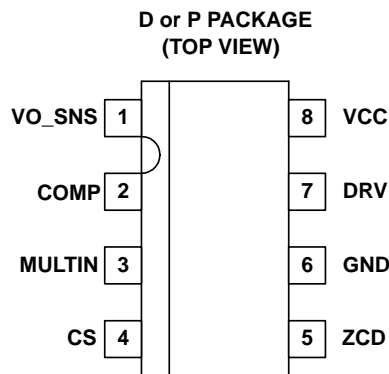 D or P PACKAGE
(TOP VIEW)
VO_SNS 1 8 VCC
COMP 2 7 DRV
MULTIN 3 6 GND
CS 4 5 ZCD